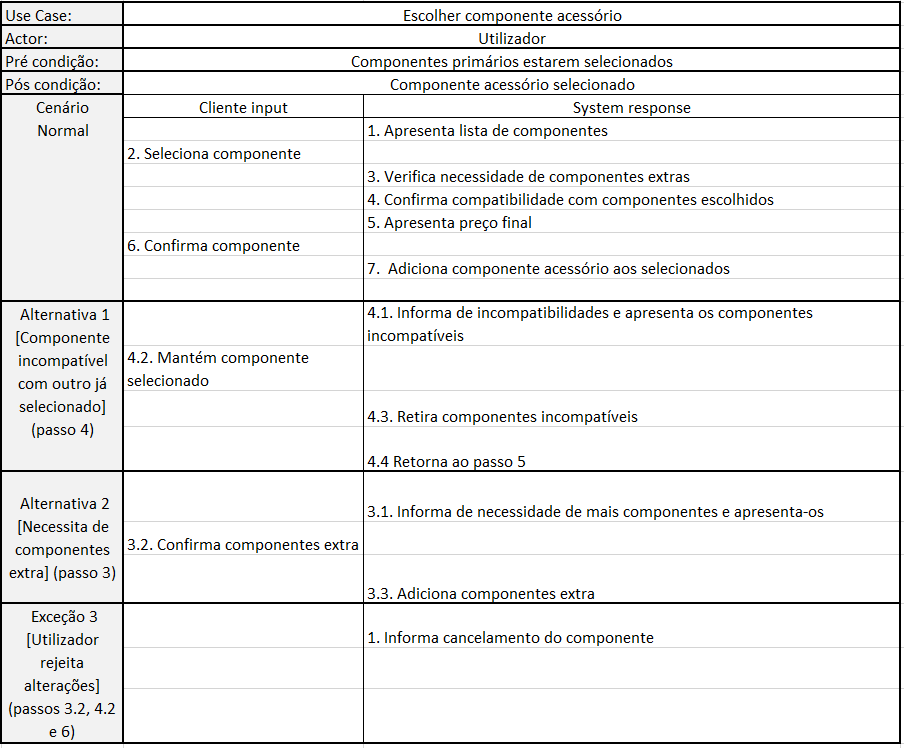 Use Case: Escolher componente acessório
Actor: Utilizador
Pré condição: Componentes primários estarem selecionados
Pós condição: Componente acessório selecionado
Cenário
Normal
Cliente input System response
1. Apresenta lista de componentes
2. Seleciona componente
3. Verifica necessidade de componentes extras
4. Confirma compatibilidade com componentes escolhidos
5. Apresenta preço final
6. Confirma componente
7.  Adiciona componente acessório aos selecionados
Alternativa 1
[Componente
incompatível
com outro já
selecionado]
(passo 4)
4.1. Informa de incompatibilidades e apresenta os componentes
incompatíveis
4.2. Mantém componente
selecionado
4.3. Retira componentes incompatíveis
4.4 Retorna ao passo 5
Alternativa 2
[Necessita de
componentes
extra] (passo 3)
3.1. Informa de necessidade de mais componentes e apresenta-os
3.2. Confirma componentes extra
3.3. Adiciona componentes extra
Exceção 3
[Utilizador
rejeita
alterações]
(passos 3.2, 4.2
e 6)
1. Informa cancelamento do componente